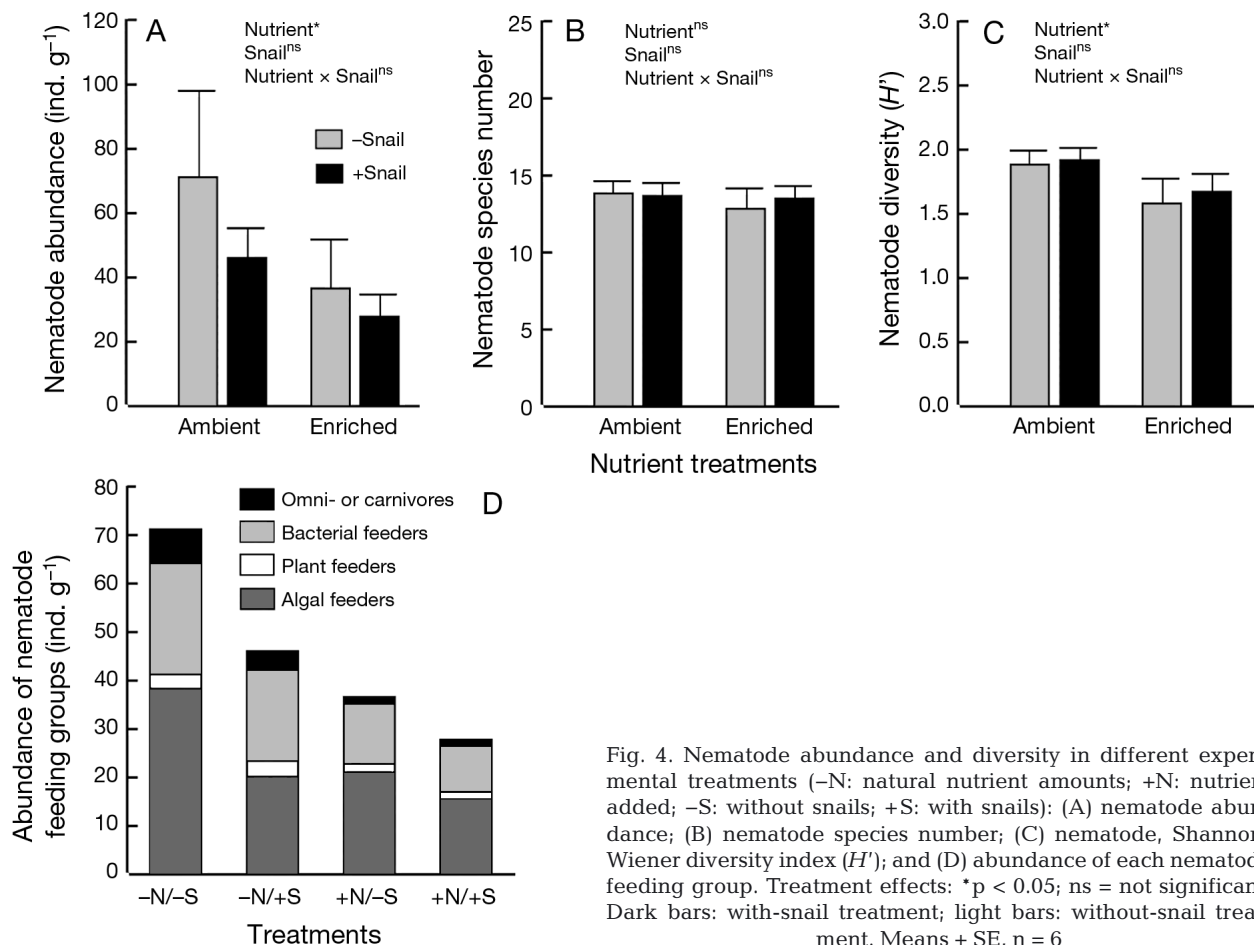 A
Nutrient*
Snailns
Nutrient × Snailns
–Snail
+Snail
Nematode abundance (ind. g–1)
120
100
80
60
40
20
0
Ambient
Enriched
B
Nutrientns
Snailns
Nutrient × Snailns
Nematode species number
25
20
15
10
5
0
Ambient
Enriched
Nutrient treatments
C
Nutrient*
Snailns
Nutrient × Snailns
Nematode diversity (H')
3.0
2.5
2.0
1.5
1.0
0.5
0.0
Ambient
Enriched
D
Omni- or carnivores
Bacterial feeders
Plant feeders
Algal feeders
Abundance of nematode
feeding groups (ind. g–1)
80
70
60
50
40
30
20
10
0
–N/–S
–N/+S
+N/–S
+N/+S
Treatments
Fig. 4. Nematode abundance and diversity in different exper
mental treatments (–N: natural nutrient amounts; +N: nutrien
added; –S: without snails; +S: with snails): (A) nematode abun
dance; (B) nematode species number; (C) nematode, Shannon
Wiener diversity index (H'); and (D) abundance of each nematod
feeding group. Treatment effects: *p < 0.05; ns = not significan
Dark bars: with-snail treatment; light bars: without-snail trea
ment. Means + SE, n = 6